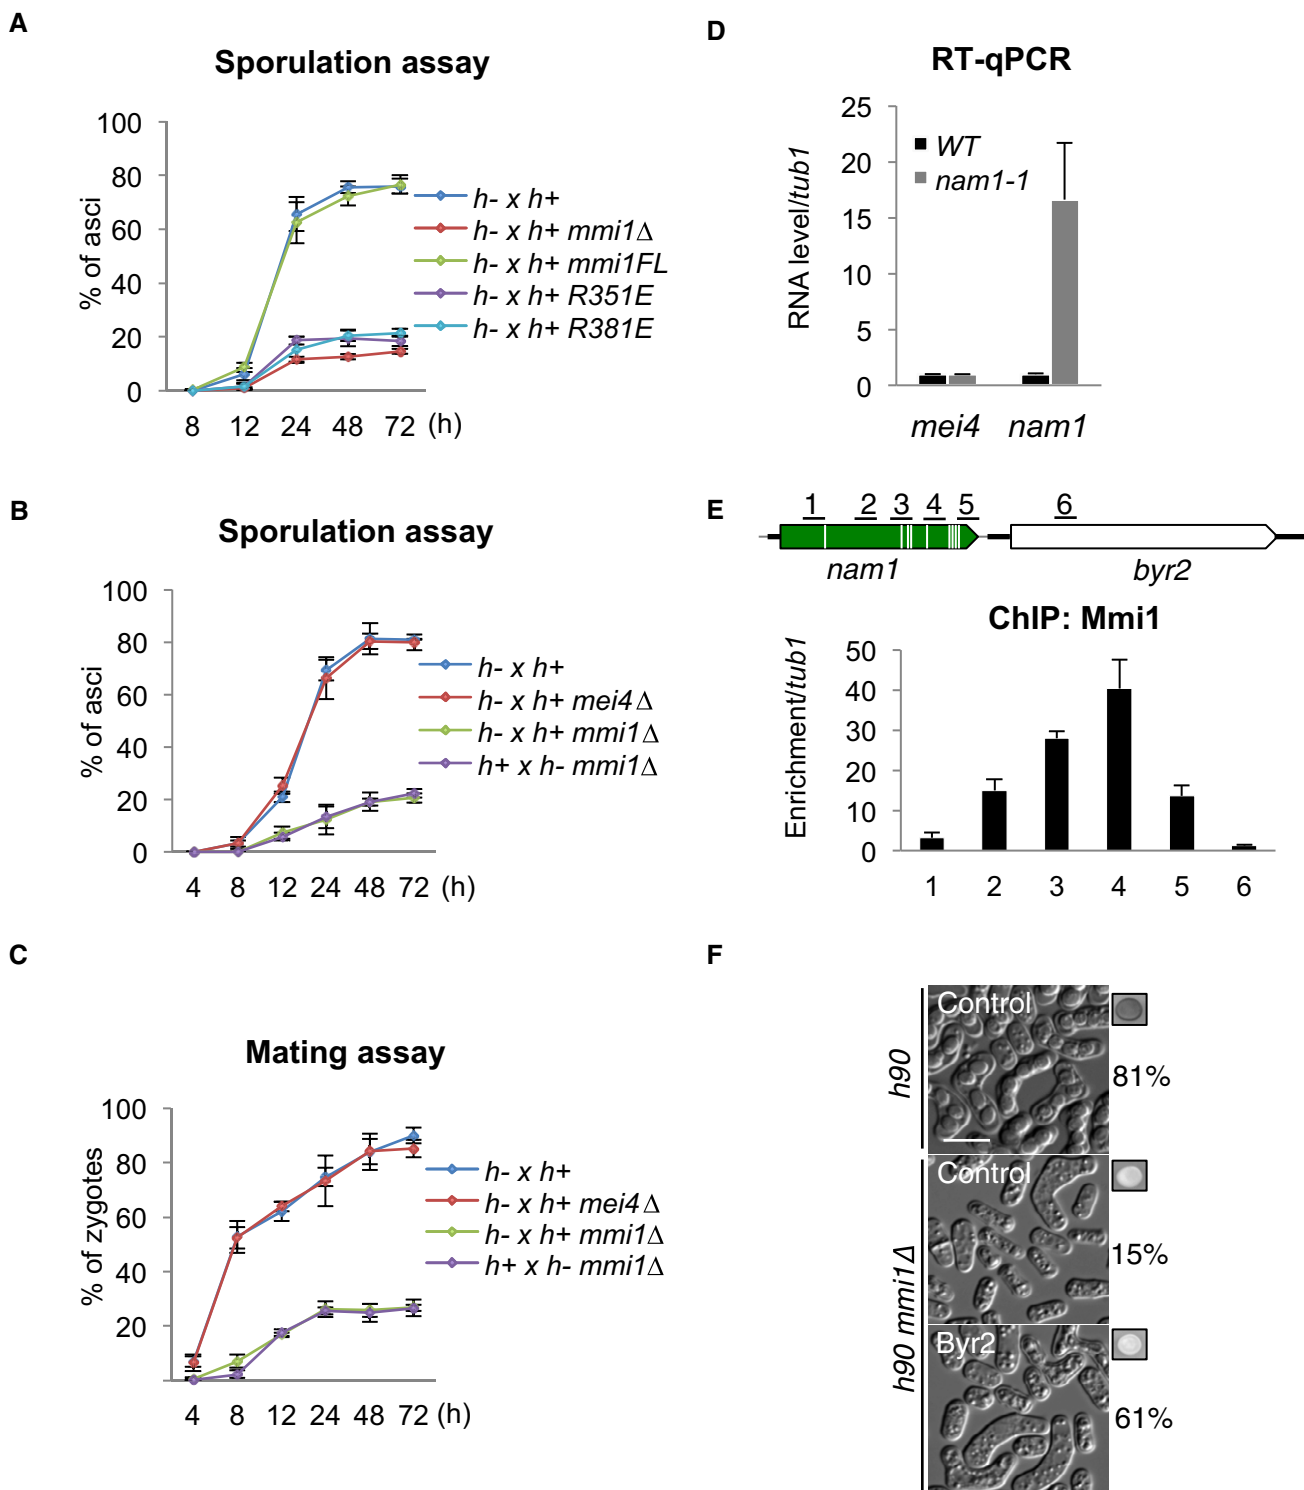 A
Sporulation assay
% of asci
100
80
60
40
20
0
8 12 24 48 72 (h)
h- x h+
h- x h+ mmi1Δ
h- x h+ mmi1FL
h- x h+ R351E
h- x h+ R381E
B
Sporulation assay
% of asci
100
80
60
40
20
0
4 8 12 24 48 72 (h)
h- x h+
h- x h+ mei4Δ
h- x h+ mmi1Δ
h+ x h- mmi1Δ
C
Mating assay
% of zygotes
100
80
60
40
20
4 8 12 24 48 72 (h)
h- x h+
h- x h+ mei4Δ
h- x h+ mmi1Δ
h+ x h- mmi1Δ
D
RT-qPCR
RNA level/tub1
25
20
15
10
5
0
WT
nam1-1
mei4 nam1
E
1 2 3 4 5 6
nam1 byr2
ChIP: Mmi1
Enrichment/tub1
50
40
30
20
10
0
1 2 3 4 5 6
F
h90
Control
81%
h90 mmi1Δ
Control
15%
Byr2
61%